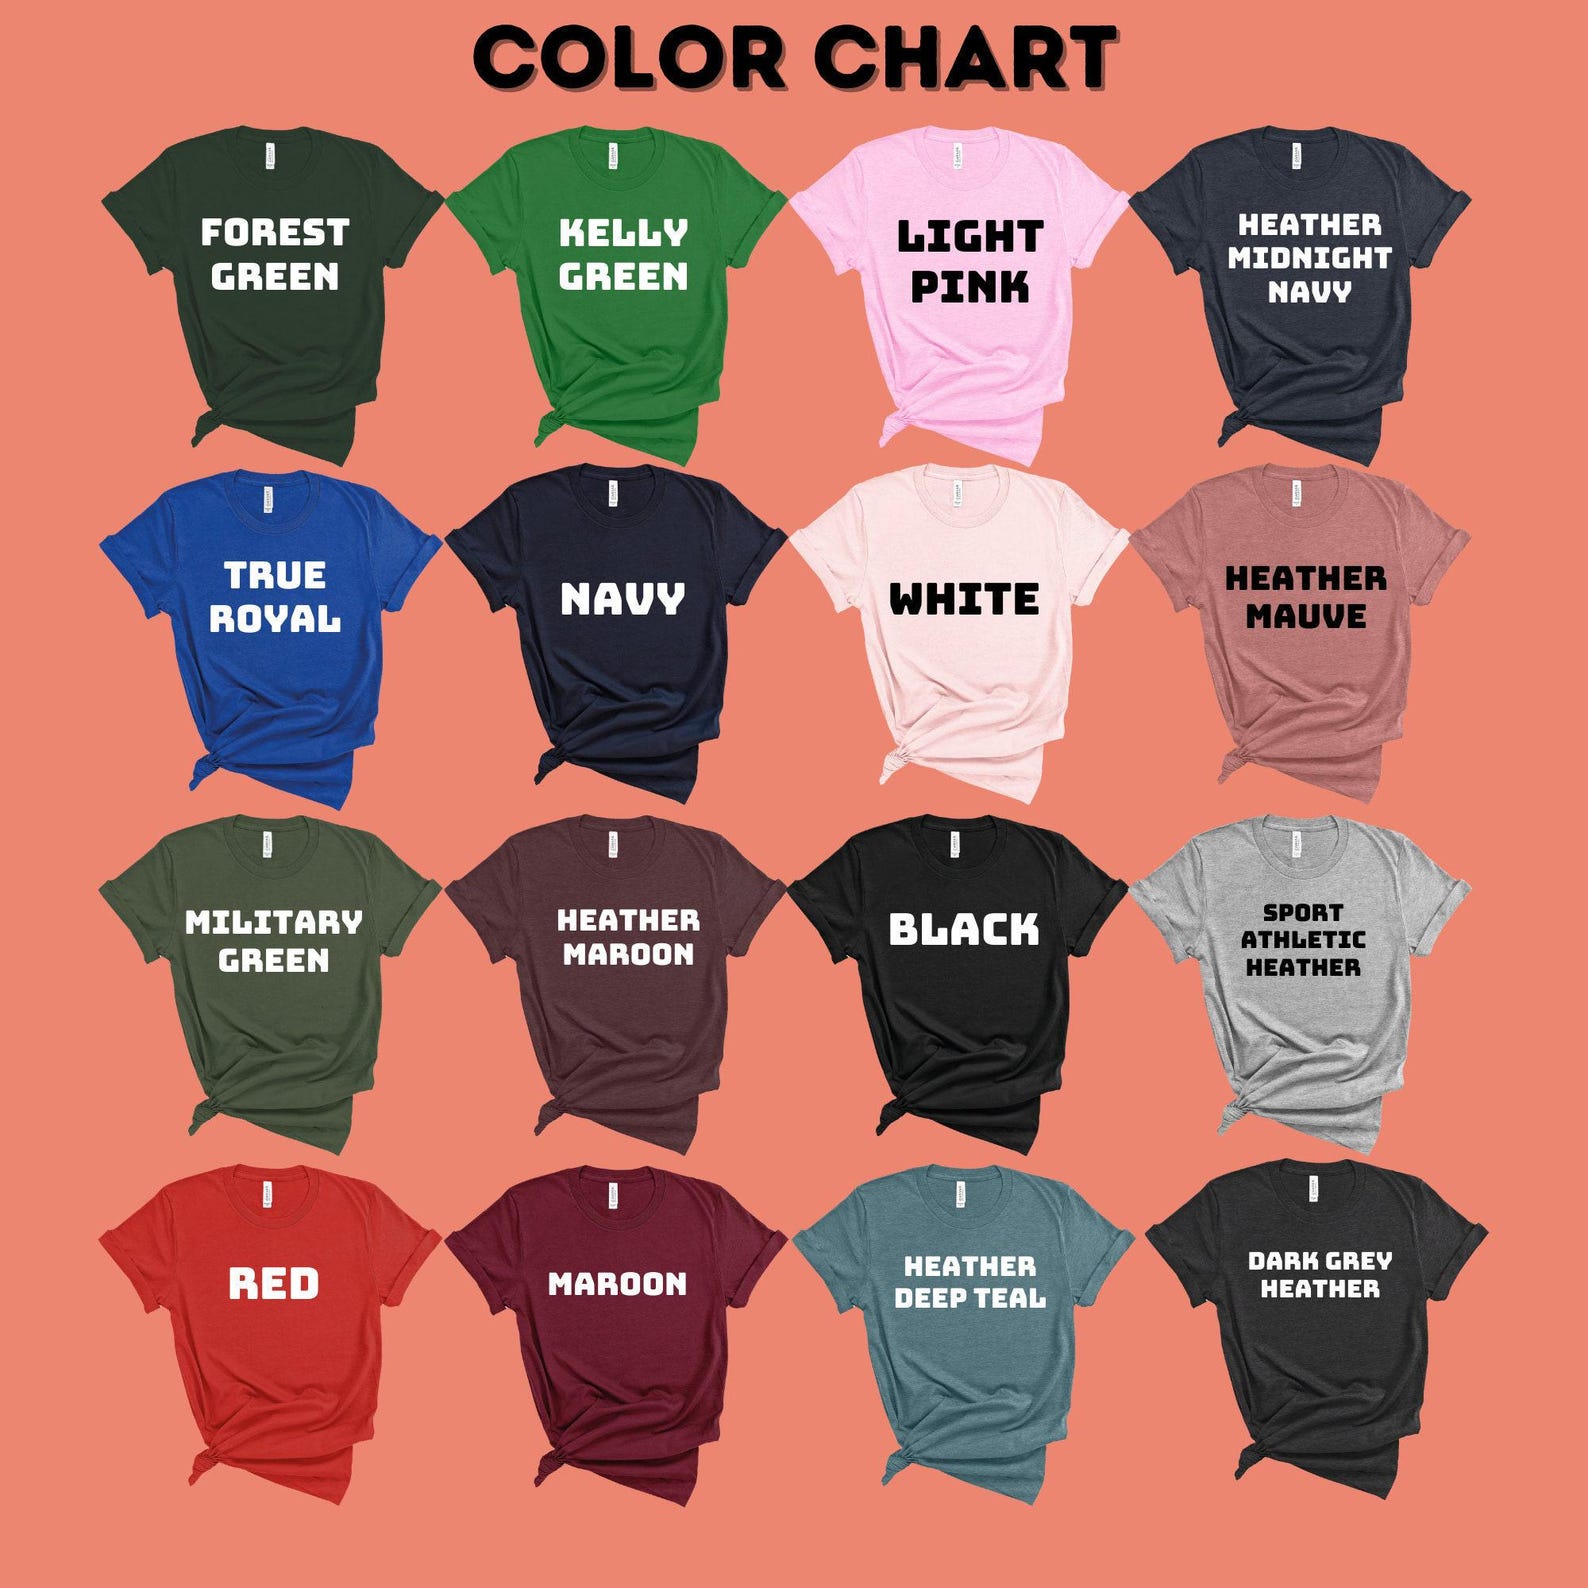 COLOR CHART
FOREST
GREEN
KELLY
GREEN
LIGHT
PINK
HEATHER
MIDNIGHT
NAVY
TRUE
ROYAL
NAVY
WHITE
HEATHER
MAUVE
MILITARY
GREEN
HEATHER
MAROON
BLACK
SPORT
ATHLETIC
HEATHER
RED
MAROON
HEATHER
DEEP TEAL
DARK GREY
HEATHER